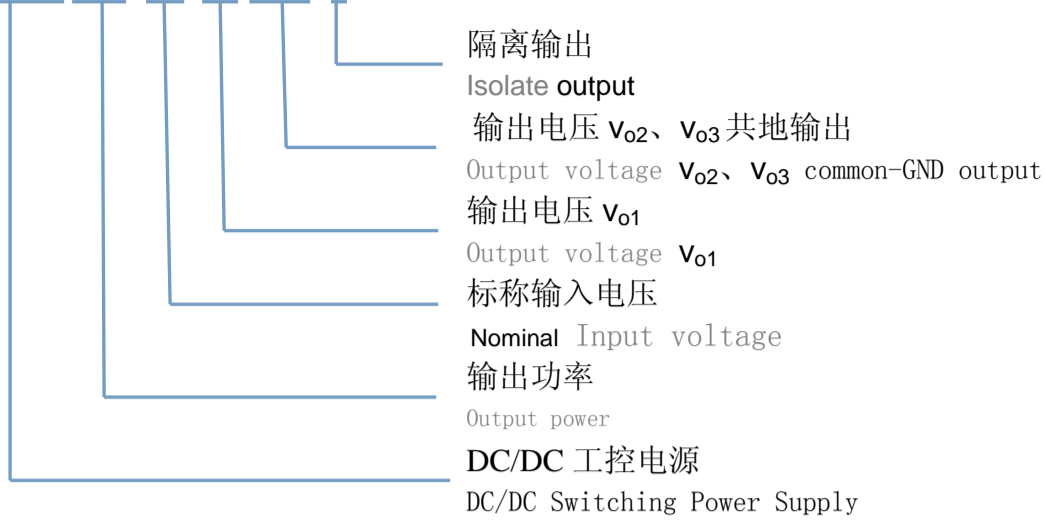 隔离输出
Isolate output
输出电压 Vo2、Vo3 共地输出
Output voltage Vo2、Vo3 common-GND output
输出电压 Vo1
Output voltage Vo1
标称输入电压
Nominal Input voltage
输出功率
Output power
DC/DC 工控电源
DC/DC Switching Power Supply